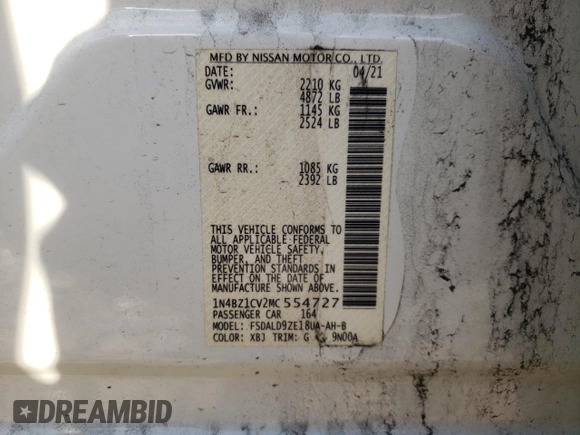 MFD BY NISSAN MOTOR CO., LTD.
DATE: 04/21
GVWR: 2210 KG
4872 LB
GAWR FR.: 1145 KG
2524 LB
GAWR RR.: 1085 KG
2392 LB
THIS VEHICLE CONFORMS TO
ALL APPLICABLE FEDERAL
MOTOR VEHICLE SAFETY,
BUMPER, AND THEFT
PREVENTION STANDARDS IN
EFFECT ON THE DATE OF
MANUFACTURE SHOWN ABOVE.
1N4BZ1CV2MC 554727
PASSENGER CAR 164
MODEL: FSDALD9ZE18UA-AH-B
COLOR: XBJ TRIM: G 9N00A
DREAMBID